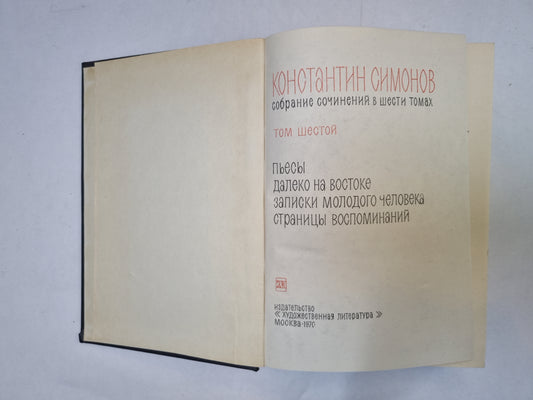 КОНСТАНТИН СИМОНОВ
СОБРАНИЕ СОЧИНЕНИЙ В ШЕСТИ ТОМАХ
ТОМ ШЕСТОЙ
ПЬЕСЫ
ДАЛЕКО НА ВОСТОКЕ
ЗАПИСКИ МОЛОДОГО ЧЕЛОВЕКА
СТРАНИЦЫ ВОСПОМИНАНИЙ
ИЗДАТЕЛЬСТВО
« ХУДОЖЕСТВЕННАЯ ЛИТЕРАТУРА »
МОСКВА·1970